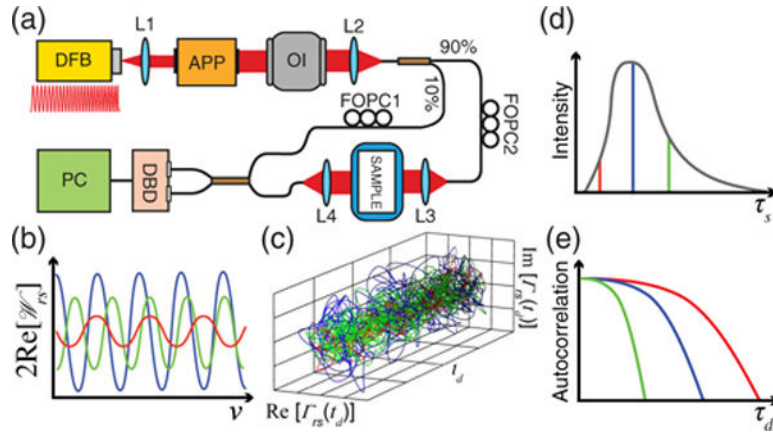 (a)
L1
L2
DFB
APP
OI
90%
10%
FOPC1
FOPC2
PC
DBD
SAMPLE
L4
L3
(b)
2Re[𝒲rs]
ν
(c)
Im [Γrs(td)]
td
Re [Γrs(td)]
(d)
Intensity
τs
(e)
Autocorrelation
τd